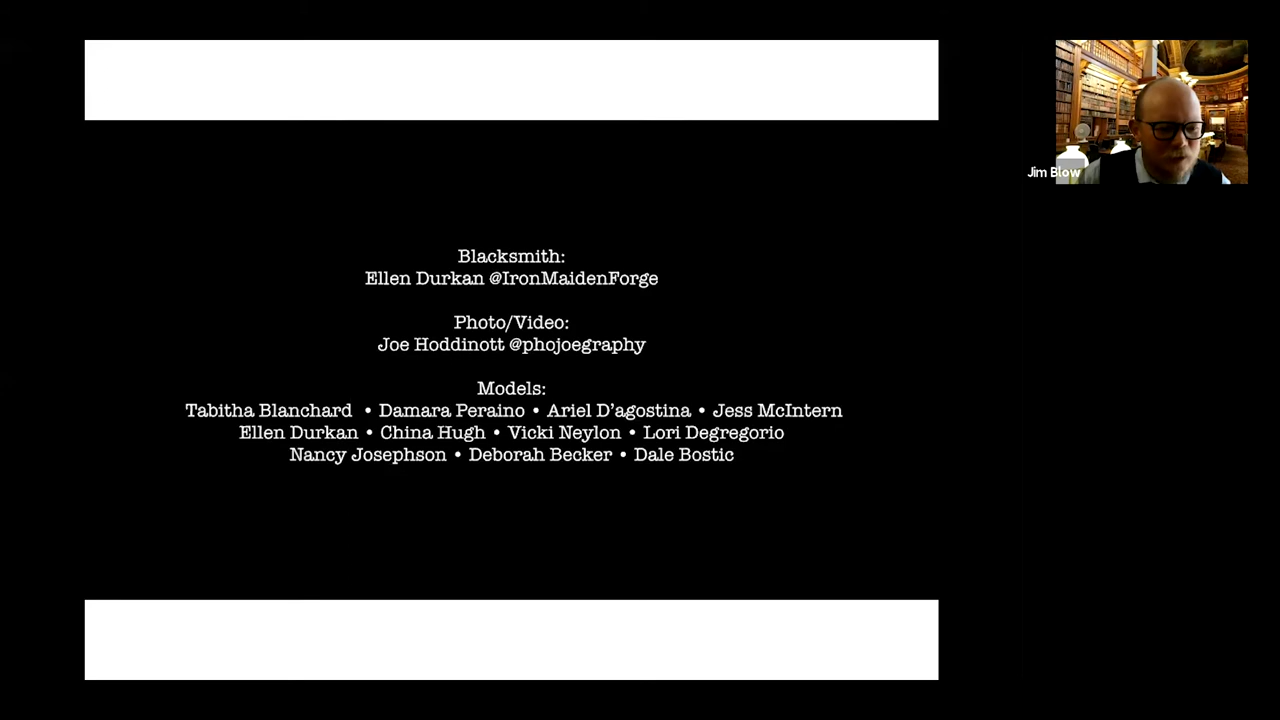 Blacksmith:
Ellen Durkan @IronMaidenForge
Photo/Video:
Joe Hoddinott @phojoegraphy
Models:
Tabitha Blanchard • Damara Peraino • Ariel D'agostina • Jess McIntern
Ellen Durkan • China Hugh • Vicki Neylon • Lori Degregorio
Nancy Josephson • Deborah Becker • Dale Bostic
Jim Blow